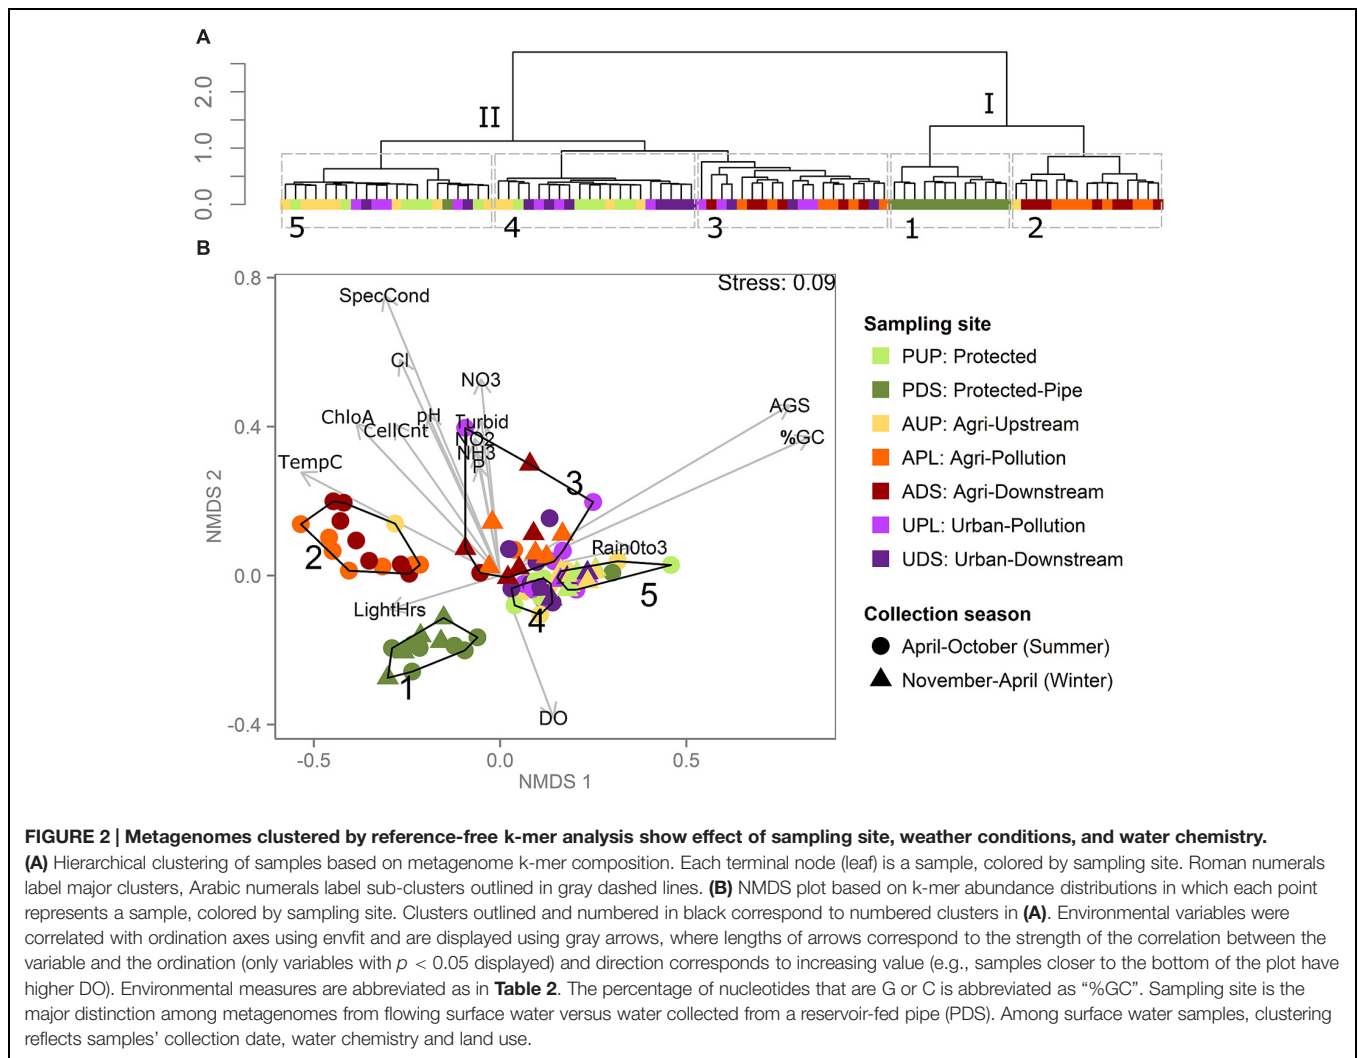 A
2.0
1.0
0.0
II
I
5
4
3
1
2
B
Stress: 0.09
0.8
0.4
0.0
-0.4
NMDS 2
SpecCond
Cl
NO3
ChloA
pH
CellCnt
Turbid
NO2
NH3
P
TempC
AGS
%GC
Rain0to3
LightHrs
DO
1
2
3
4
5
-0.5
0.0
0.5
NMDS 1
Sampling site
PUP: Protected
PDS: Protected-Pipe
AUP: Agri-Upstream
APL: Agri-Pollution
ADS: Agri-Downstream
UPL: Urban-Pollution
UDS: Urban-Downstream
Collection season
April-October (Summer)
November-April (Winter)
FIGURE 2 | Metagenomes clustered by reference-free k-mer analysis show effect of sampling site, weather conditions, and water chemistry.
(A) Hierarchical clustering of samples based on metagenome k-mer composition. Each terminal node (leaf) is a sample, colored by sampling site. Roman numerals
label major clusters, Arabic numerals label sub-clusters outlined in gray dashed lines. (B) NMDS plot based on k-mer abundance distributions in which each point
represents a sample, colored by sampling site. Clusters outlined and numbered in black correspond to numbered clusters in (A). Environmental variables were
correlated with ordination axes using envfit and are displayed using gray arrows, where lengths of arrows correspond to the strength of the correlation between the
variable and the ordination (only variables with p < 0.05 displayed) and direction corresponds to increasing value (e.g., samples closer to the bottom of the plot have
higher DO). Environmental measures are abbreviated as in Table 2. The percentage of nucleotides that are G or C is abbreviated as “%GC”. Sampling site is the
major distinction among metagenomes from flowing surface water versus water collected from a reservoir-fed pipe (PDS). Among surface water samples, clustering
reflects samples’ collection date, water chemistry and land use.